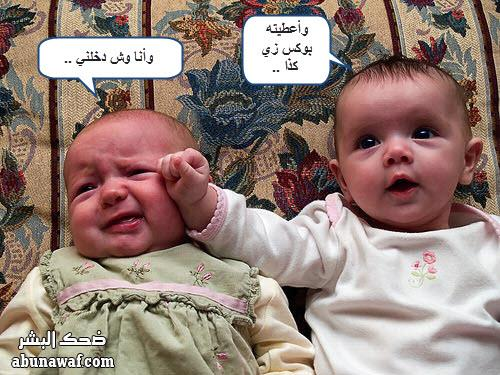 وأعطيته
بوكس زي
كذا ..
وأنا وش دخلني ..
ضحك البشر
abunawaf.com